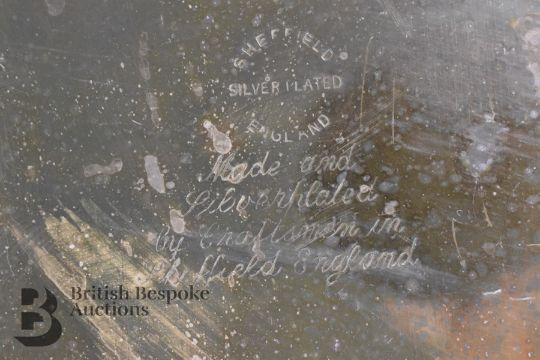 SHEFFIELD
SILVER PLATED
ENGLAND
Made and
Silverplated
by Craftsmen in
Sheffield England
British Bespoke
Auctions